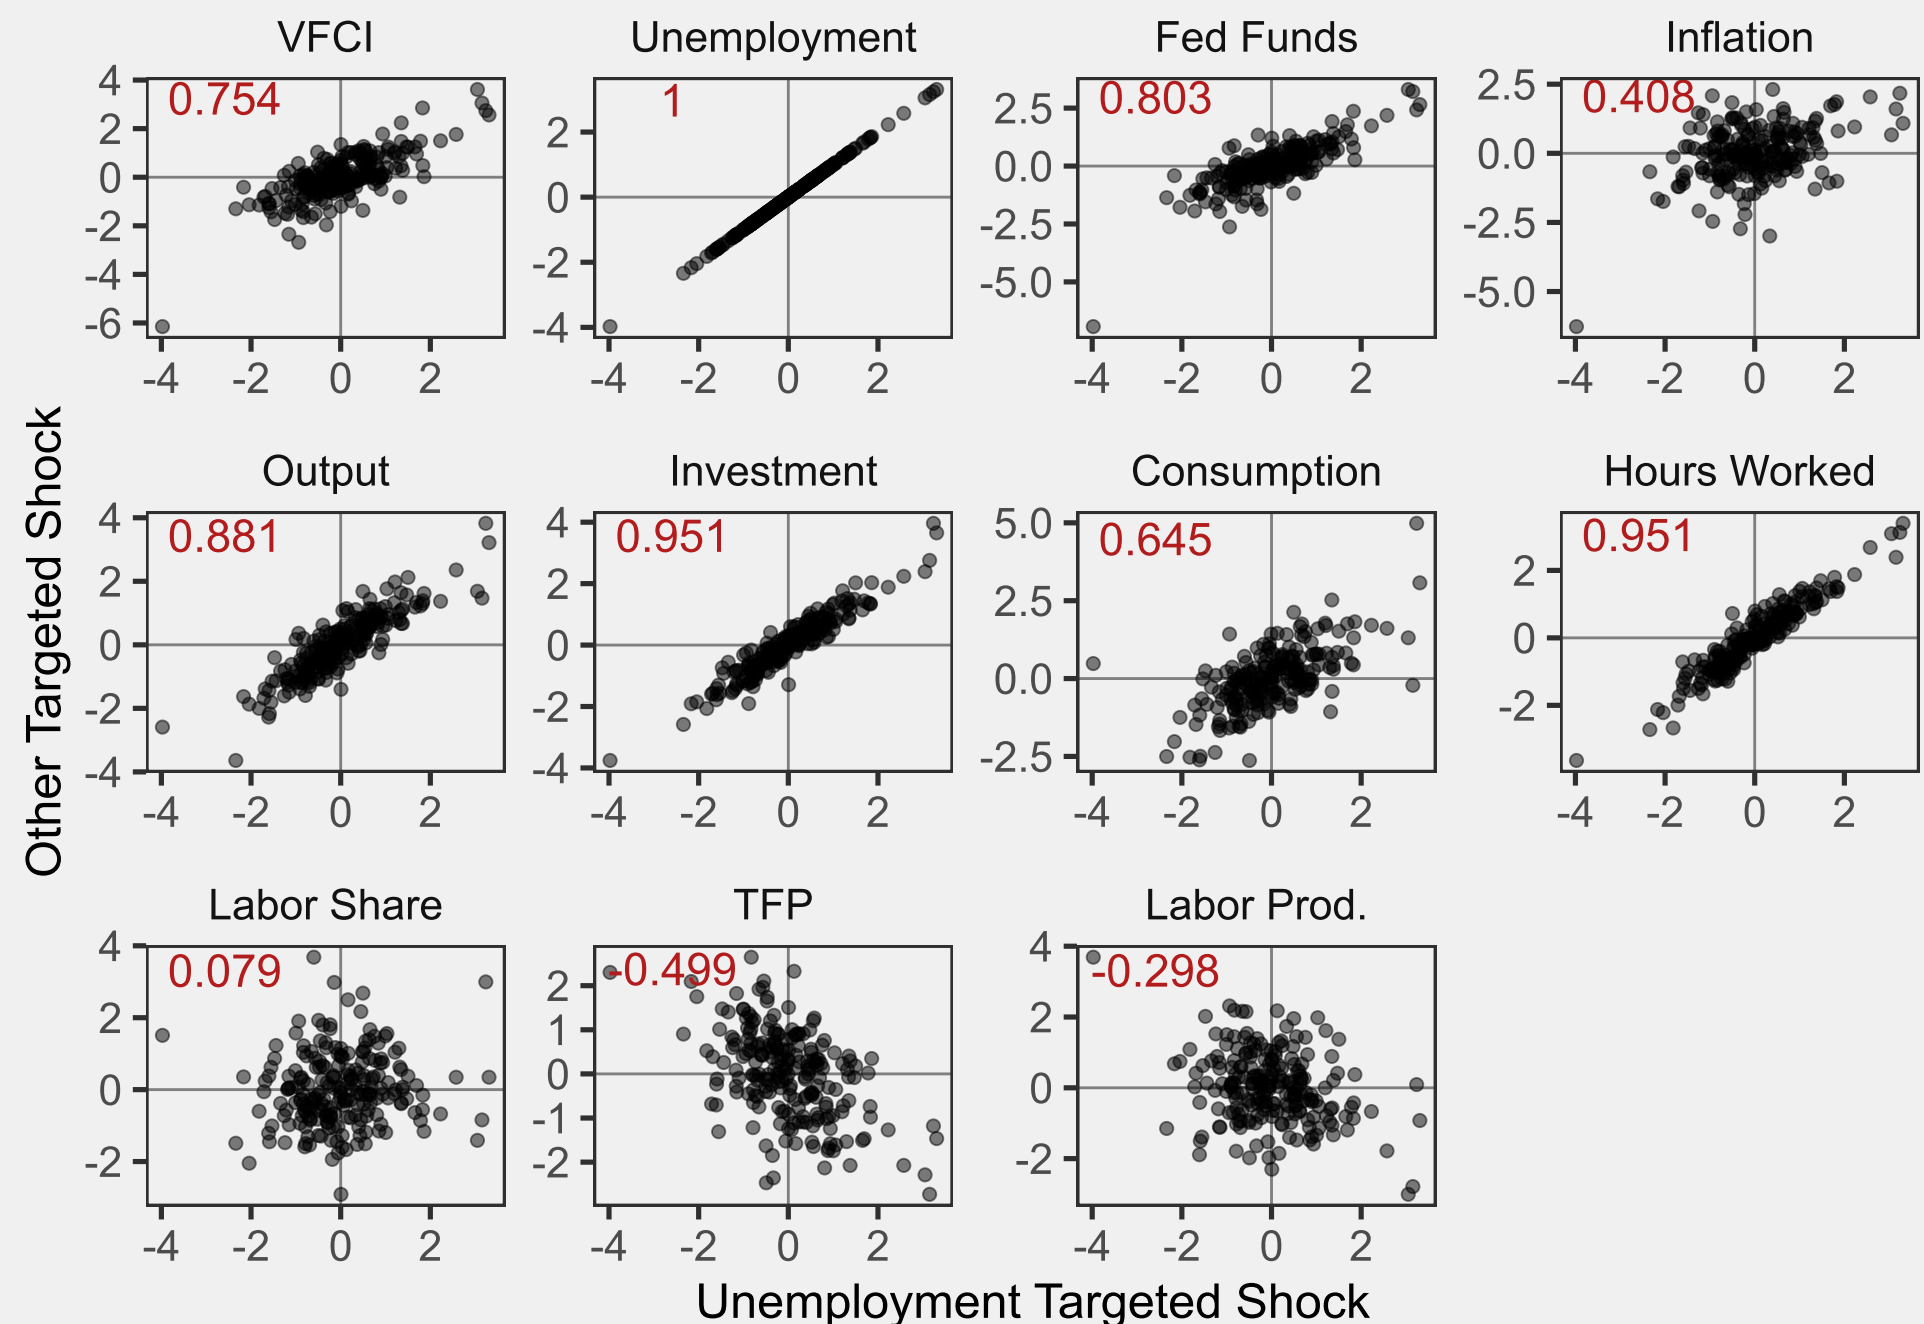 VFCI Unemployment Fed Funds Inflation
0.754 1 0.803 0.408
4 2 0 -2 -4 -6
2 0 -2 -4
2.5 0.0 -2.5 -5.0
2.5 0.0 -2.5 -5.0
-4 -2 0 2 -4 -2 0 2 -4 -2 0 2 -4 -2 0 2
Other Targeted Shock
Output Investment Consumption Hours Worked
0.881 0.951 0.645 0.951
4 2 0 -2 -4
4 2 0 -2 -4
5.0 2.5 0.0 -2.5
2 0 -2
-4 -2 0 2 -4 -2 0 2 -4 -2 0 2 -4 -2 0 2
Labor Share TFP Labor Prod.
0.079 -0.499 -0.298
4 2 0 -2
2 1 0 -1 -2
4 2 0 -2
-4 -2 0 2 -4 -2 0 2 -4 -2 0 2
Unemployment Targeted Shock